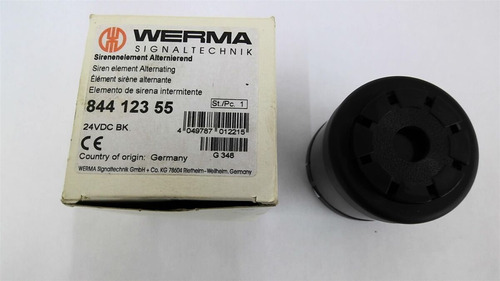 WERMA
SIGNALTECHNIK
Sirenenelement Alternierend
Siren element Alternating
Élément sirène alternante
Elemento de sirena intermitente
844 123 55
St./Pc. 1
24VDC BK
4 049787 012215
CE
G 348
Country of origin: Germany
WERMA Signaltechnik GmbH + Co. KG 78604 Rietheim-Weilheim, Germany